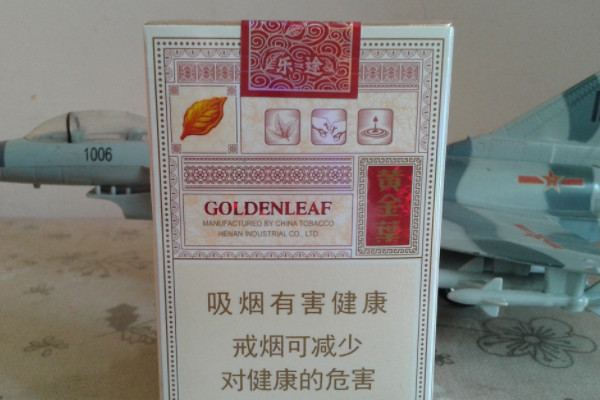 乐途
1006
GOLDENLEAF
MANUFACTURED BY CHINA TOBACCO
HENAN INDUSTRIAL CO., LTD
黄金叶
吸烟有害健康
戒烟可减少
对健康的危害